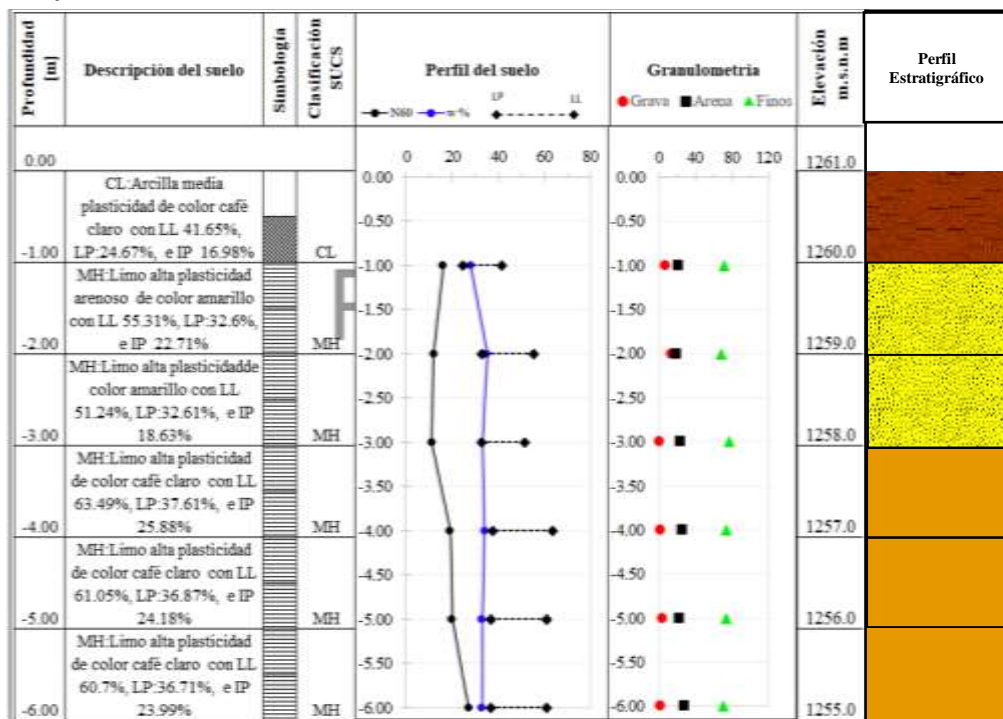 Profundidad [m]
Descripción del suelo
Simbología
Clasificación SUCS
Perfil del suelo
N60 w% LP LL
Granulometria
Grava Arena Finos
Elevación m.s.n.m
Perfil
Estratigráfico
0.00
1261.0
0 20 40 60 80
0 40 80 120
CL:Arcilla media
plasticidad de color café
claro con LL 41.65%,
LP:24.67%, e IP 16.98%
-1.00
CL
1260.0
MH:Limo alta plasticidad
arenoso de color amarillo
con LL 55.31%, LP:32.6%,
e IP 22.71%
-2.00
MH
1259.0
MH:Limo alta plasticidadde
color amarillo con LL
51.24%, LP:32.61%, e IP
18.63%
-3.00
MH
1258.0
MH:Limo alta plasticidad
de color café claro con LL
63.49%, LP:37.61%, e IP
25.88%
-4.00
MH
1257.0
MH:Limo alta plasticidad
de color café claro con LL
61.05%, LP:36.87%, e IP
24.18%
-5.00
MH
1256.0
MH:Limo alta plasticidad
de color café claro con LL
60.7%, LP:36.71%, e IP
23.99%
-6.00
MH
1255.0
0.00
-0.50
-1.00
-1.50
-2.00
-2.50
-3.00
-3.50
-4.00
-4.50
-5.00
-5.50
-6.00
0.00
-0.50
-1.00
-1.50
-2.00
-2.50
-3.00
-3.50
-4.00
-4.50
-5.00
-5.50
-6.00